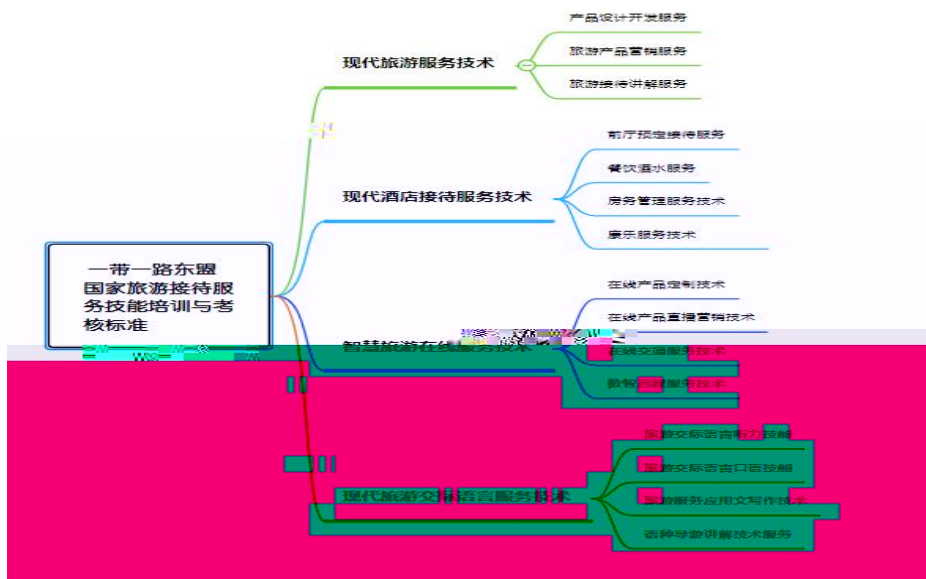 产品设计开发服务
现代旅游服务技术
旅游产品营销服务
旅游接待讲解服务
前厅预定接待服务
餐饮酒水服务
现代酒店接待服务技术
房务管理服务技术
康乐服务技术
一带一路东盟
国家旅游接待服
务技能培训与考
核标准
在线产品定制技术
在线产品直播营销技术
智慧旅游在线服务技术
在线交通服务技术
数智远程服务技术
旅游交际语言听力技能
旅游交际语言口语技能
现代旅游交际语言服务技术
旅游服务应用文写作技术
语种导游讲解技术服务